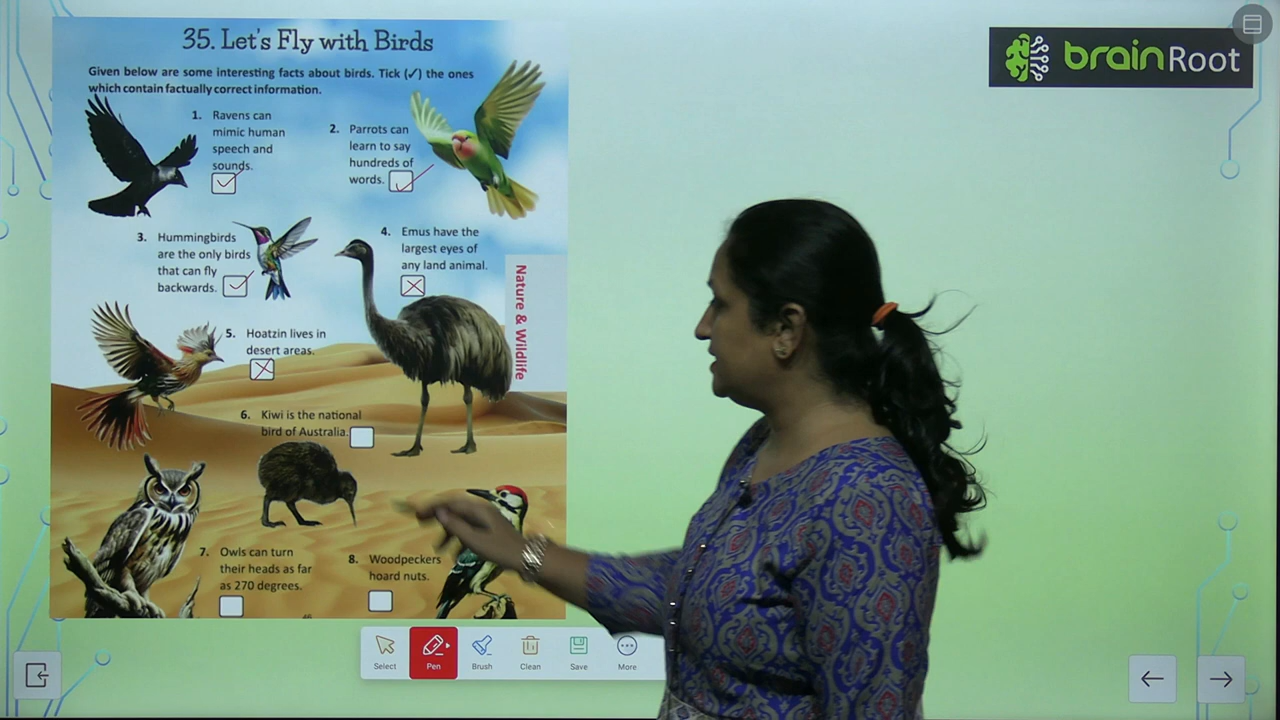 35. Let's Fly with Birds
Given below are some interesting facts about birds. Tick (✓) the ones
which contain factually correct information.
1. Ravens can
mimic human
speech and
sounds.
2. Parrots can
learn to say
hundreds of
words.
3. Hummingbirds
are the only birds
that can fly
backwards.
4. Emus have the
largest eyes of
any land animal.
5. Hoatzin lives in
desert areas.
6. Kiwi is the national
bird of Australia.
7. Owls can turn
their heads as far
as 270 degrees.
8. Woodpeckers
hoard nuts.
Nature & Wildlife
46
brainRoot
Select
Pen
Brush
Clean
Save
More